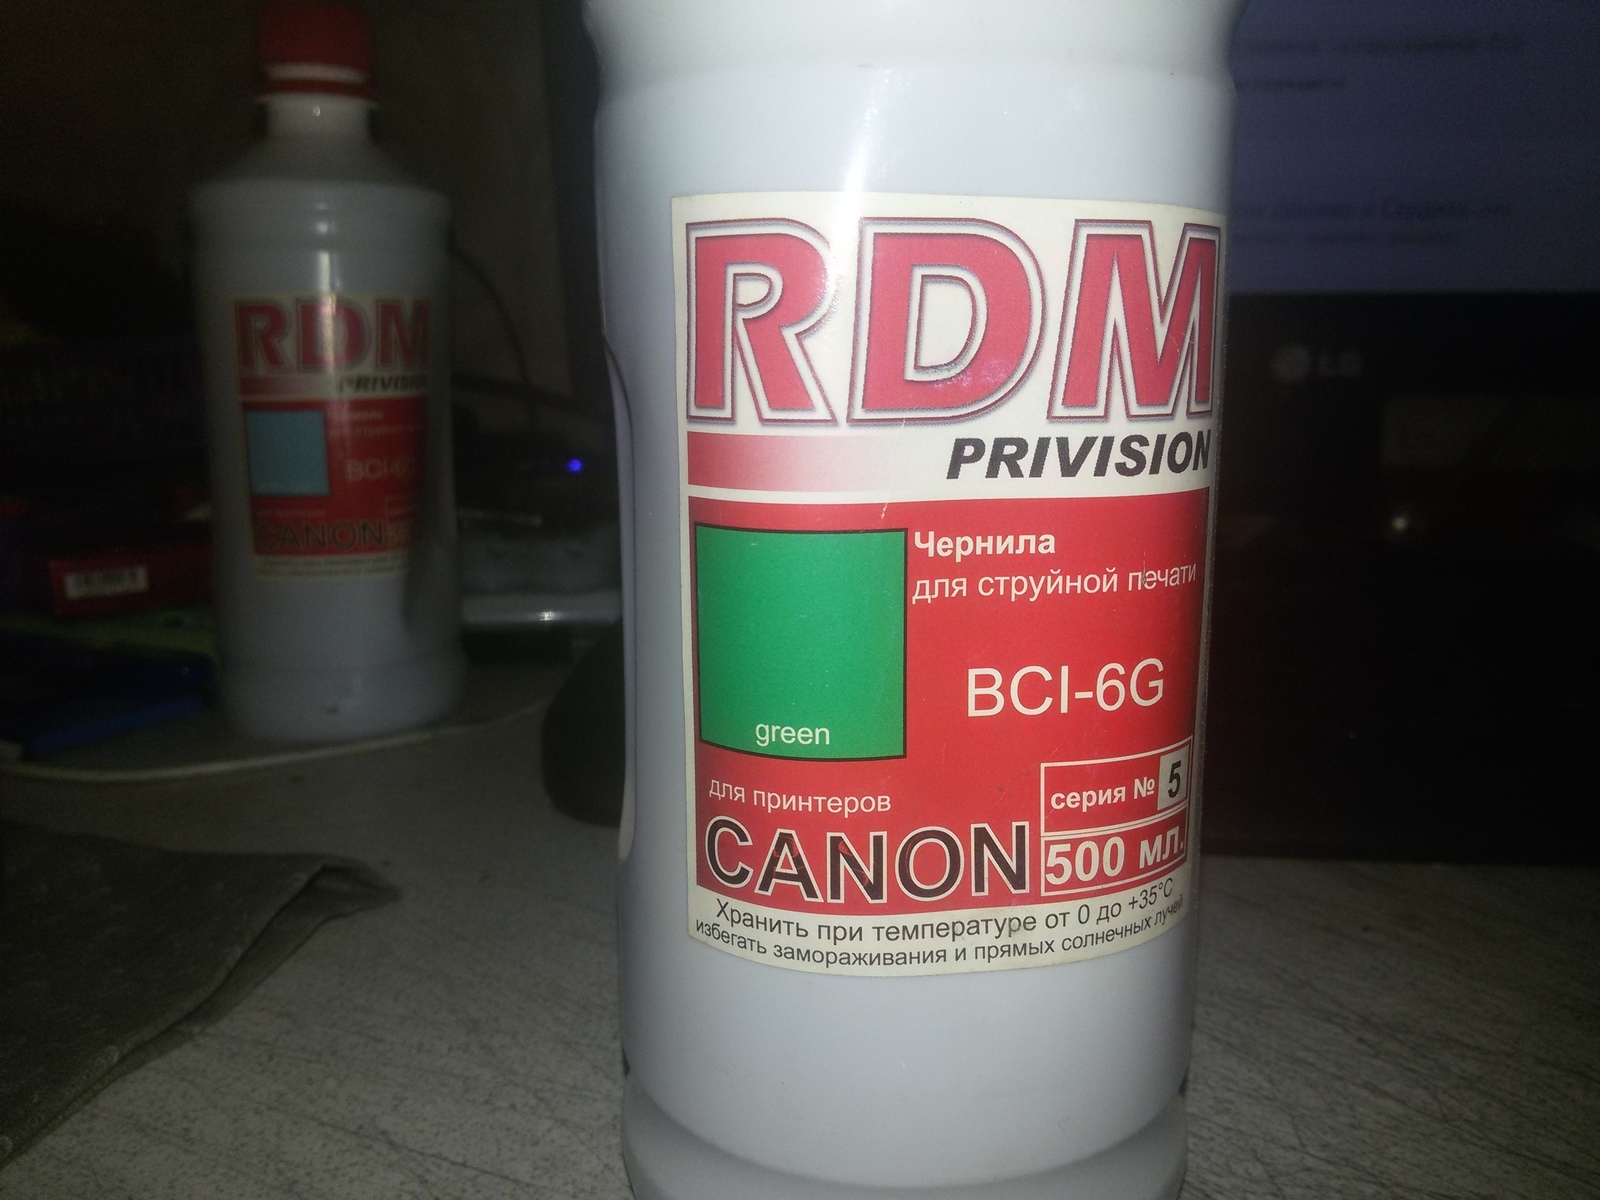 RDM
PRIVISION
CANON
RDM
PRIVISION
Чернила
для струйной печати
BCI-6G
green
для принтеров
CANON
серия № 5
500 мл.
Хранить при температуре от 0 до +35°C
избегать замораживания и прямых солнечных лучей
LG